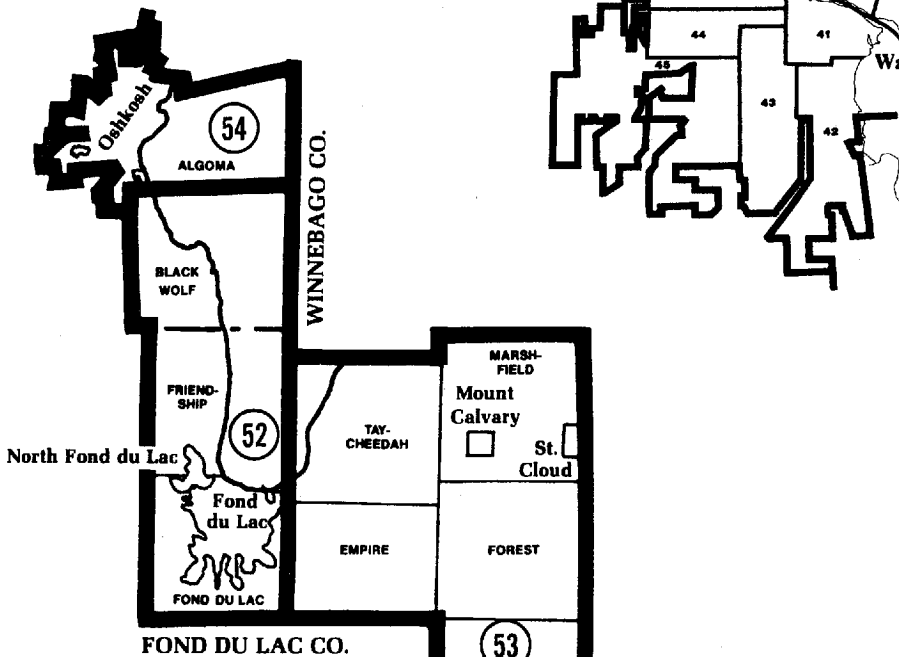 44
41
Wa
45
43
42
Oshkosh
54
ALGOMA
WINNEBAGO CO.
BLACK
WOLF
FRIEND-
SHIP
52
North Fond du Lac
Fond
du Lac
FOND DU LAC
FOND DU LAC CO.
MARSH-
FIELD
Mount
Calvary
St.
Cloud
TAY-
CHEEDAH
EMPIRE
FOREST
53